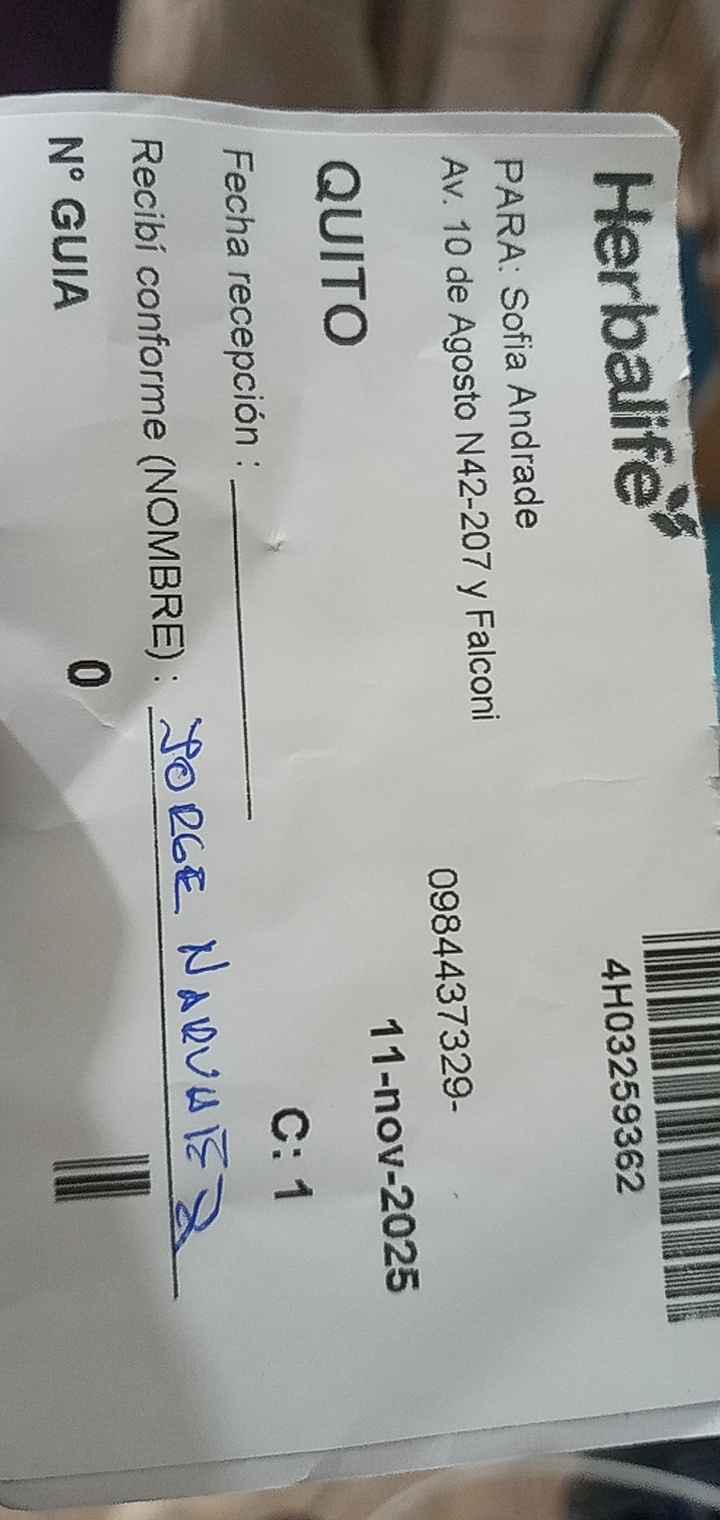 Herbalife
4H03259362
PARA: Sofia Andrade
Av. 10 de Agosto N42-207 y Falconi
0984437329-
QUITO
11-nov-2025
Fecha recepción :
C: 1
Recibí conforme (NOMBRE) : JORGE NARVAEZ
N° GUIA 0